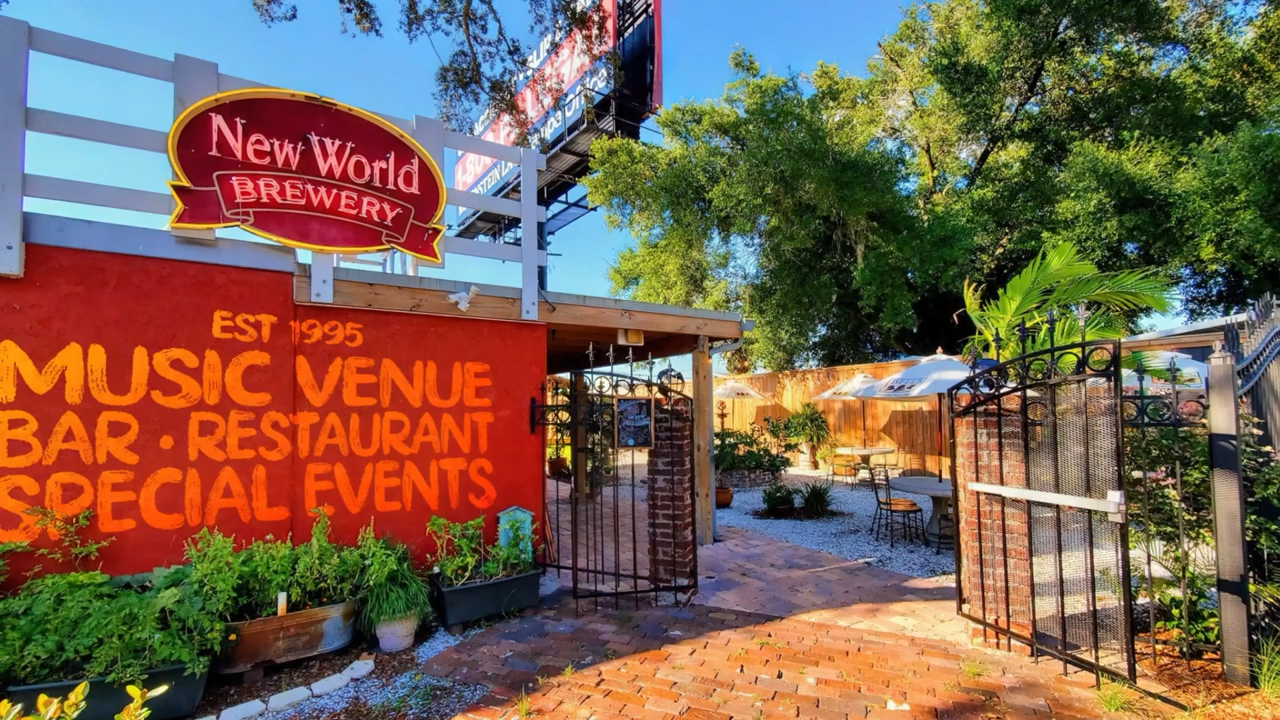 New World
BREWERY
EST 1995
MUSIC VENUE
BAR · RESTAURANT
SPECIAL EVENTS